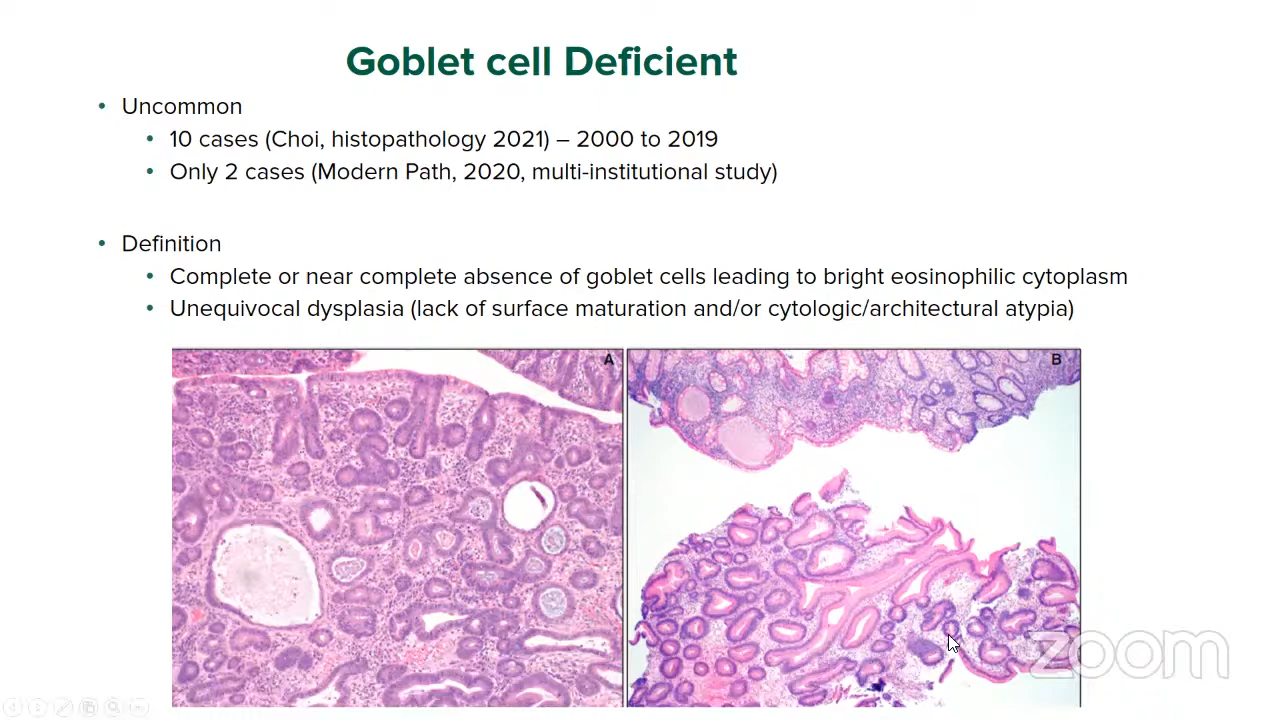 Goblet cell Deficient
• Uncommon
• 10 cases (Choi, histopathology 2021) – 2000 to 2019
• Only 2 cases (Modern Path, 2020, multi-institutional study)
• Definition
• Complete or near complete absence of goblet cells leading to bright eosinophilic cytoplasm
• Unequivocal dysplasia (lack of surface maturation and/or cytologic/architectural atypia)
A
B
zoom